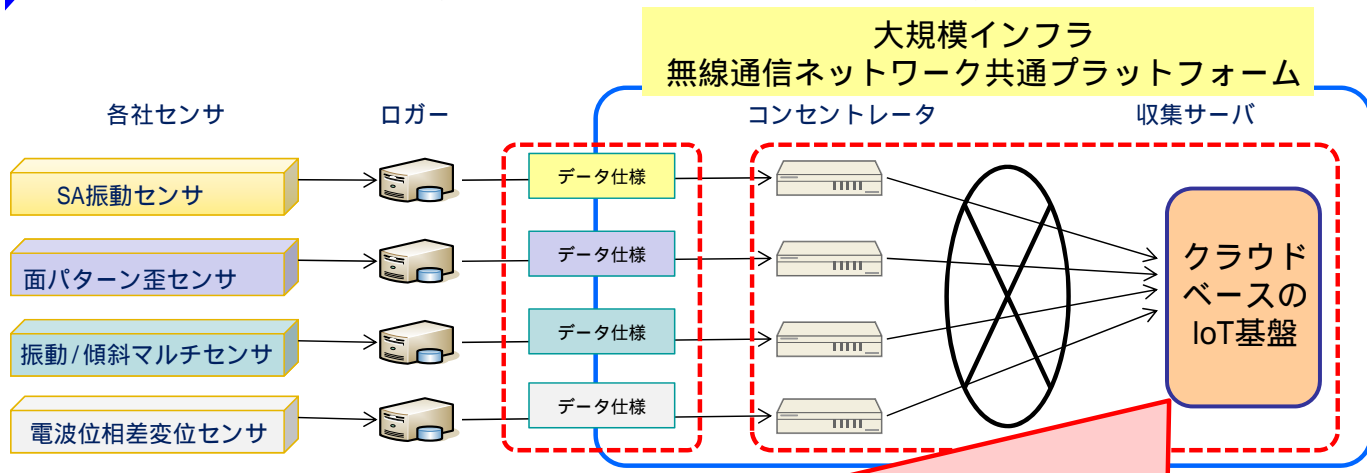 大規模インフラ
無線通信ネットワーク共通プラットフォーム
各社センサ
ロガー
コンセントレータ
収集サーバ
SA振動センサ
データ仕様
面パターン歪センサ
データ仕様
振動/傾斜マルチセンサ
データ仕様
電波位相差変位センサ
データ仕様
クラウド
ベースの
IoT基盤